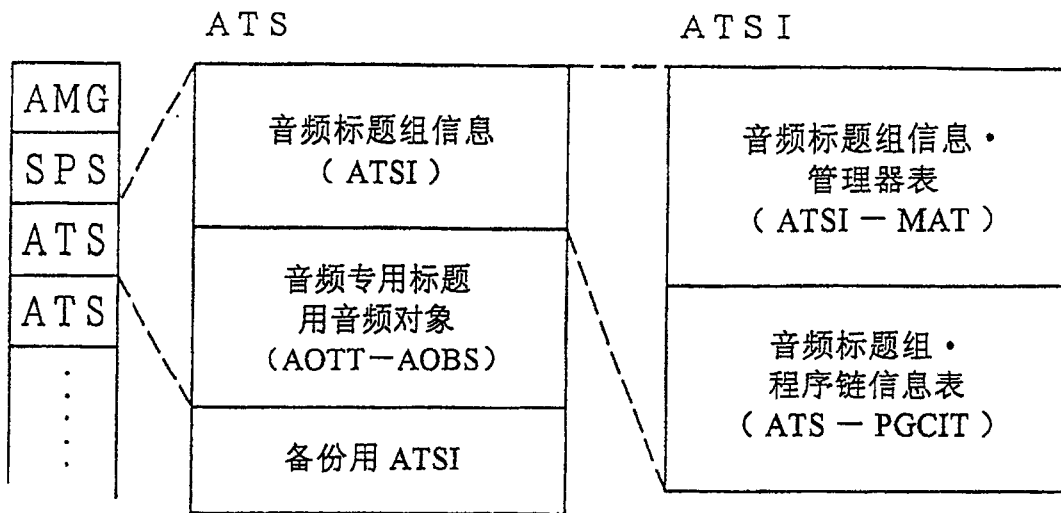 ATS
ATSI
AMG
SPS
ATS
ATS
音频标题组信息
（ATSI）
音频专用标题
用音频对象
（AOTT－AOBS）
备份用 ATSI
音频标题组信息·
管理器表
（ATSI－MAT）
音频标题组·
程序链信息表
（ATS－PGCIT）